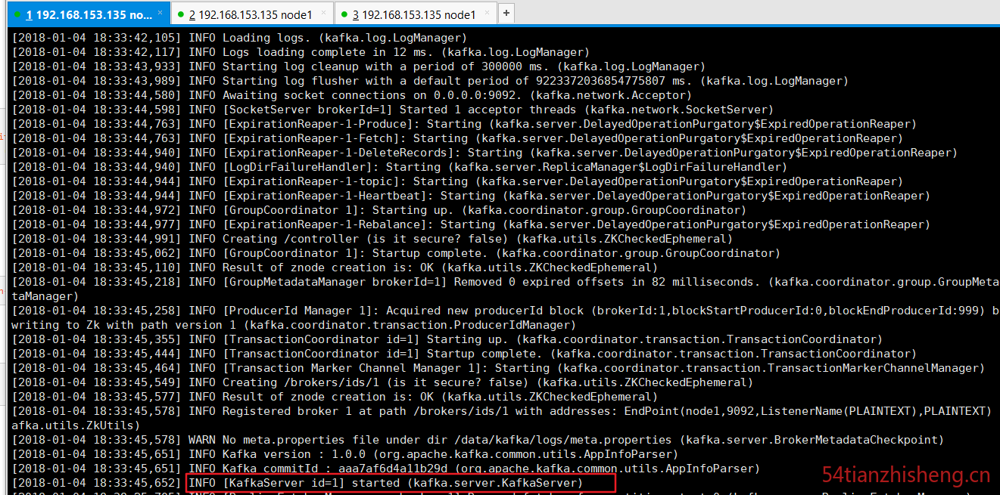 1 192.168.153.135 no... × 2 192.168.153.135 node1 × 3 192.168.153.135 node1 × +
[2018-01-04 18:33:42,105] INFO Loading logs. (kafka.log.LogManager)
[2018-01-04 18:33:42,117] INFO Logs loading complete in 12 ms. (kafka.log.LogManager)
[2018-01-04 18:33:43,933] INFO Starting log cleanup with a period of 300000 ms. (kafka.log.LogManager)
[2018-01-04 18:33:43,989] INFO Starting log flusher with a default period of 9223372036854775807 ms. (kafka.log.LogManager)
[2018-01-04 18:33:44,580] INFO Awaiting socket connections on 0.0.0.0:9092. (kafka.network.Acceptor)
[2018-01-04 18:33:44,598] INFO [SocketServer brokerId=1] Started 1 acceptor threads (kafka.network.SocketServer)
[2018-01-04 18:33:44,763] INFO [ExpirationReaper-1-Produce]: Starting (kafka.server.DelayedOperationPurgatory$ExpiredOperationReaper)
[2018-01-04 18:33:44,763] INFO [ExpirationReaper-1-Fetch]: Starting (kafka.server.DelayedOperationPurgatory$ExpiredOperationReaper)
[2018-01-04 18:33:44,940] INFO [ExpirationReaper-1-DeleteRecords]: Starting (kafka.server.DelayedOperationPurgatory$ExpiredOperationReaper)
[2018-01-04 18:33:44,940] INFO [LogDirFailureHandler]: Starting (kafka.server.ReplicaManager$LogDirFailureHandler)
[2018-01-04 18:33:44,944] INFO [ExpirationReaper-1-topic]: Starting (kafka.server.DelayedOperationPurgatory$ExpiredOperationReaper)
[2018-01-04 18:33:44,944] INFO [ExpirationReaper-1-Heartbeat]: Starting (kafka.server.DelayedOperationPurgatory$ExpiredOperationReaper)
[2018-01-04 18:33:44,972] INFO [GroupCoordinator 1]: Starting up. (kafka.coordinator.group.GroupCoordinator)
[2018-01-04 18:33:44,977] INFO [ExpirationReaper-1-Rebalance]: Starting (kafka.server.DelayedOperationPurgatory$ExpiredOperationReaper)
[2018-01-04 18:33:44,991] INFO Creating /controller (is it secure? false) (kafka.utils.ZKCheckedEphemeral)
[2018-01-04 18:33:45,062] INFO [GroupCoordinator 1]: Startup complete. (kafka.coordinator.group.GroupCoordinator)
[2018-01-04 18:33:45,110] INFO Result of znode creation is: OK (kafka.utils.ZKCheckedEphemeral)
[2018-01-04 18:33:45,218] INFO [GroupMetadataManager brokerId=1] Removed 0 expired offsets in 82 milliseconds. (kafka.coordinator.group.GroupMeta
taManager)
[2018-01-04 18:33:45,258] INFO [ProducerId Manager 1]: Acquired new producerId block (brokerId:1,blockStartProducerId:0,blockEndProducerId:999) b
writing to Zk with path version 1 (kafka.coordinator.transaction.ProducerIdManager)
[2018-01-04 18:33:45,355] INFO [TransactionCoordinator id=1] Starting up. (kafka.coordinator.transaction.TransactionCoordinator)
[2018-01-04 18:33:45,444] INFO [TransactionCoordinator id=1] Startup complete. (kafka.coordinator.transaction.TransactionCoordinator)
[2018-01-04 18:33:45,464] INFO [Transaction Marker Channel Manager 1]: Starting (kafka.coordinator.transaction.TransactionMarkerChannelManager)
[2018-01-04 18:33:45,549] INFO Creating /brokers/ids/1 (is it secure? false) (kafka.utils.ZKCheckedEphemeral)
[2018-01-04 18:33:45,577] INFO Result of znode creation is: OK (kafka.utils.ZKCheckedEphemeral)
[2018-01-04 18:33:45,578] INFO Registered broker 1 at path /brokers/ids/1 with addresses: EndPoint(node1,9092,ListenerName(PLAINTEXT),PLAINTEXT)
afka.utils.ZkUtils)
[2018-01-04 18:33:45,578] WARN No meta.properties file under dir /data/kafka/logs/meta.properties (kafka.server.BrokerMetadataCheckpoint)
[2018-01-04 18:33:45,651] INFO Kafka version : 1.0.0 (org.apache.kafka.common.utils.AppInfoParser)
[2018-01-04 18:33:45,651] INFO Kafka commitId : aaa7af6d4a11b29d (org.apache.kafka.common.utils.AppInfoParser)
[2018-01-04 18:33:45,652] INFO [KafkaServer id=1] started (kafka.server.KafkaServer)
54tianzhisheng.cn